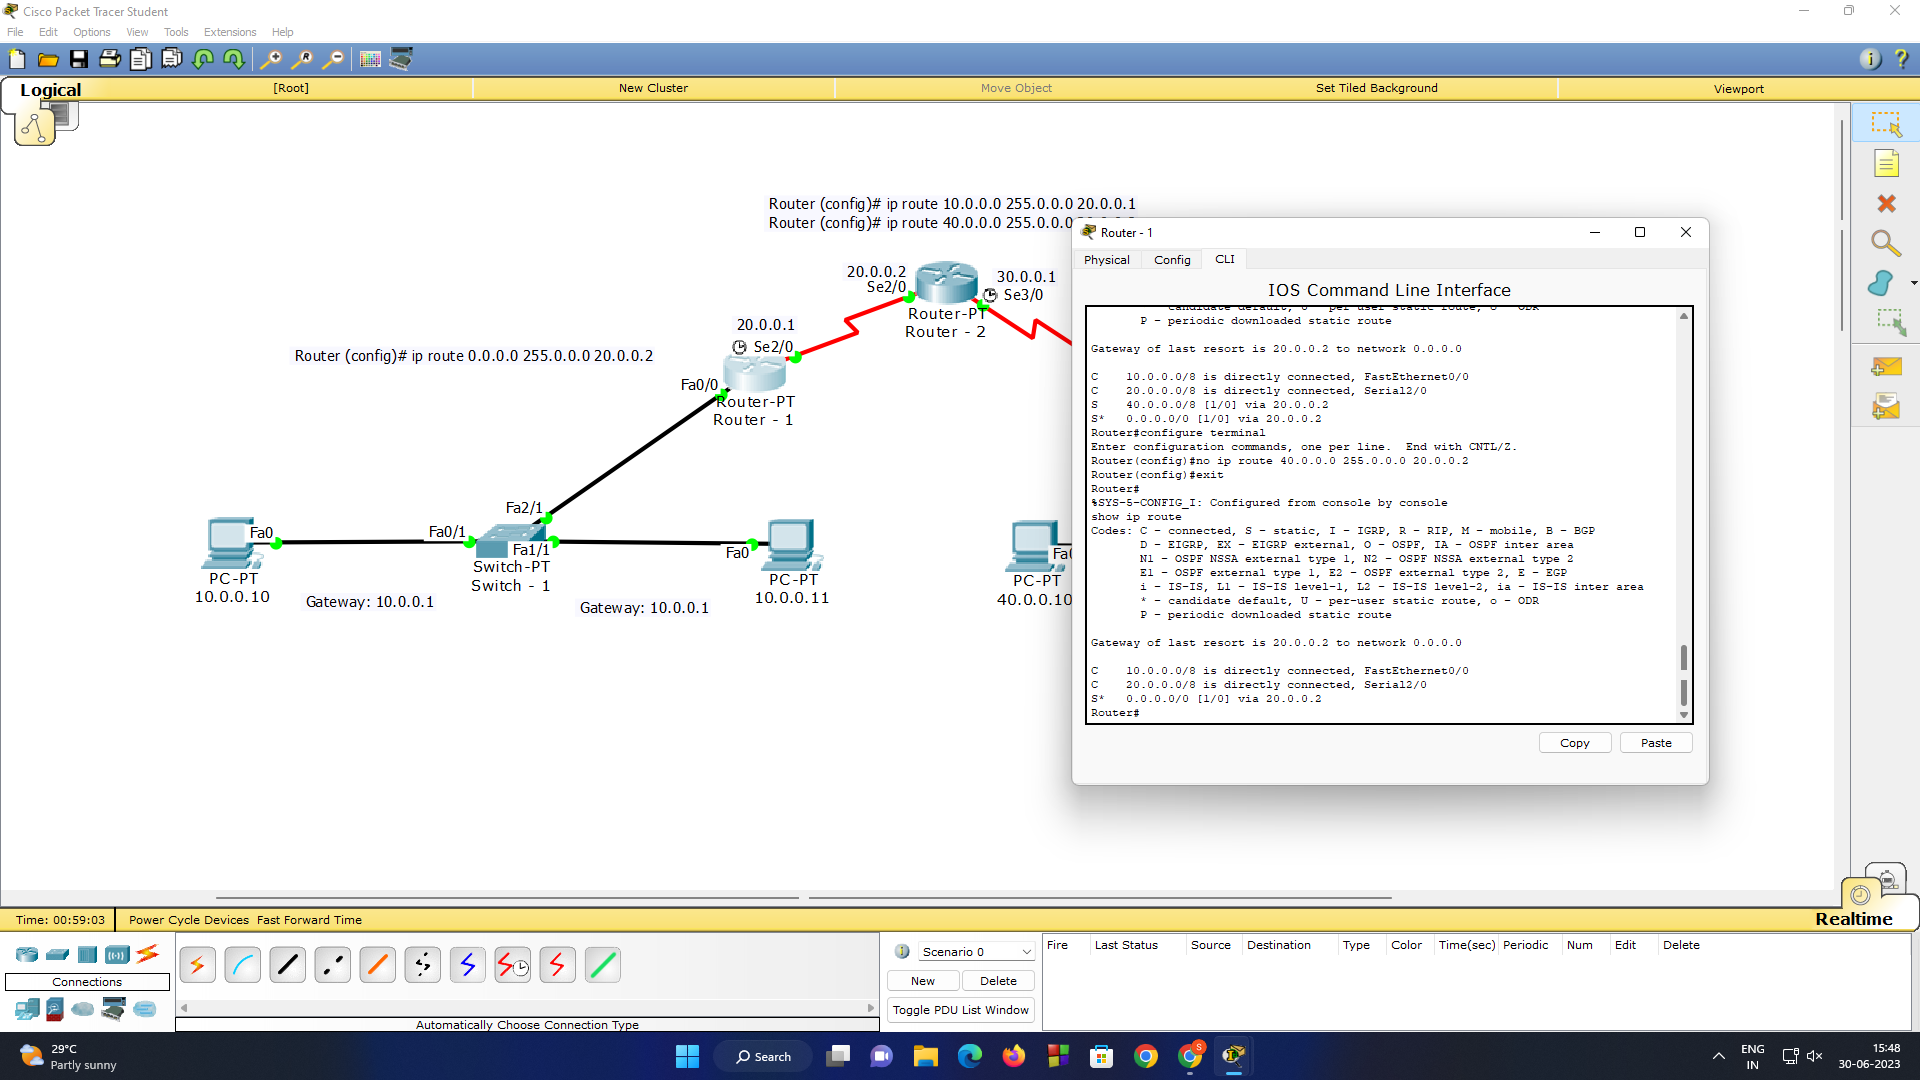 Cisco Packet Tracer Student
File Edit Options View Tools Extensions Help
Logical [Root] New Cluster Move Object Set Tiled Background Viewport
Router (config)# ip route 10.0.0.0 255.0.0.0 20.0.0.1
Router (config)# ip route 40.0.0.0 255.0.0.0
20.0.0.2
Se2/0
30.0.0.1
Se3/0
Router-PT
Router - 2
20.0.0.1
Se2/0
Router (config)# ip route 0.0.0.0 255.0.0.0 20.0.0.2
Fa0/0
Router-PT
Router - 1
Fa2/1
Fa0
Fa0/1
Fa1/1
Fa0
Switch-PT
Switch - 1
PC-PT
10.0.0.10
Gateway: 10.0.0.1
Gateway: 10.0.0.1
PC-PT
10.0.0.11
PC-PT
40.0.0.10
Router - 1
Physical Config CLI
IOS Command Line Interface
P - periodic downloaded static route
Gateway of last resort is 20.0.0.2 to network 0.0.0.0
C 10.0.0.0/8 is directly connected, FastEthernet0/0
C 20.0.0.0/8 is directly connected, Serial2/0
S 40.0.0.0/8 [1/0] via 20.0.0.2
S* 0.0.0.0/0 [1/0] via 20.0.0.2
Router#configure terminal
Enter configuration commands, one per line. End with CNTL/Z.
Router(config)#no ip route 40.0.0.0 255.0.0.0 20.0.0.2
Router(config)#exit
Router#
%SYS-5-CONFIG_I: Configured from console by console
show ip route
Codes: C - connected, S - static, I - IGRP, R - RIP, M - mobile, B - BGP
D - EIGRP, EX - EIGRP external, O - OSPF, IA - OSPF inter area
N1 - OSPF NSSA external type 1, N2 - OSPF NSSA external type 2
E1 - OSPF external type 1, E2 - OSPF external type 2, E - EGP
i - IS-IS, L1 - IS-IS level-1, L2 - IS-IS level-2, ia - IS-IS inter area
* - candidate default, U - per-user static route, o - ODR
P - periodic downloaded static route
Gateway of last resort is 20.0.0.2 to network 0.0.0.0
C 10.0.0.0/8 is directly connected, FastEthernet0/0
C 20.0.0.0/8 is directly connected, Serial2/0
S* 0.0.0.0/0 [1/0] via 20.0.0.2
Router#
Copy Paste
Time: 00:59:03 Power Cycle Devices Fast Forward Time
Realtime
Connections
Automatically Choose Connection Type
Scenario 0
New Delete
Toggle PDU List Window
Fire Last Status Source Destination Type Color Time(sec) Periodic Num Edit Delete
29°C
Partly sunny
Search
S
ENG
IN
15:48
30-06-2023